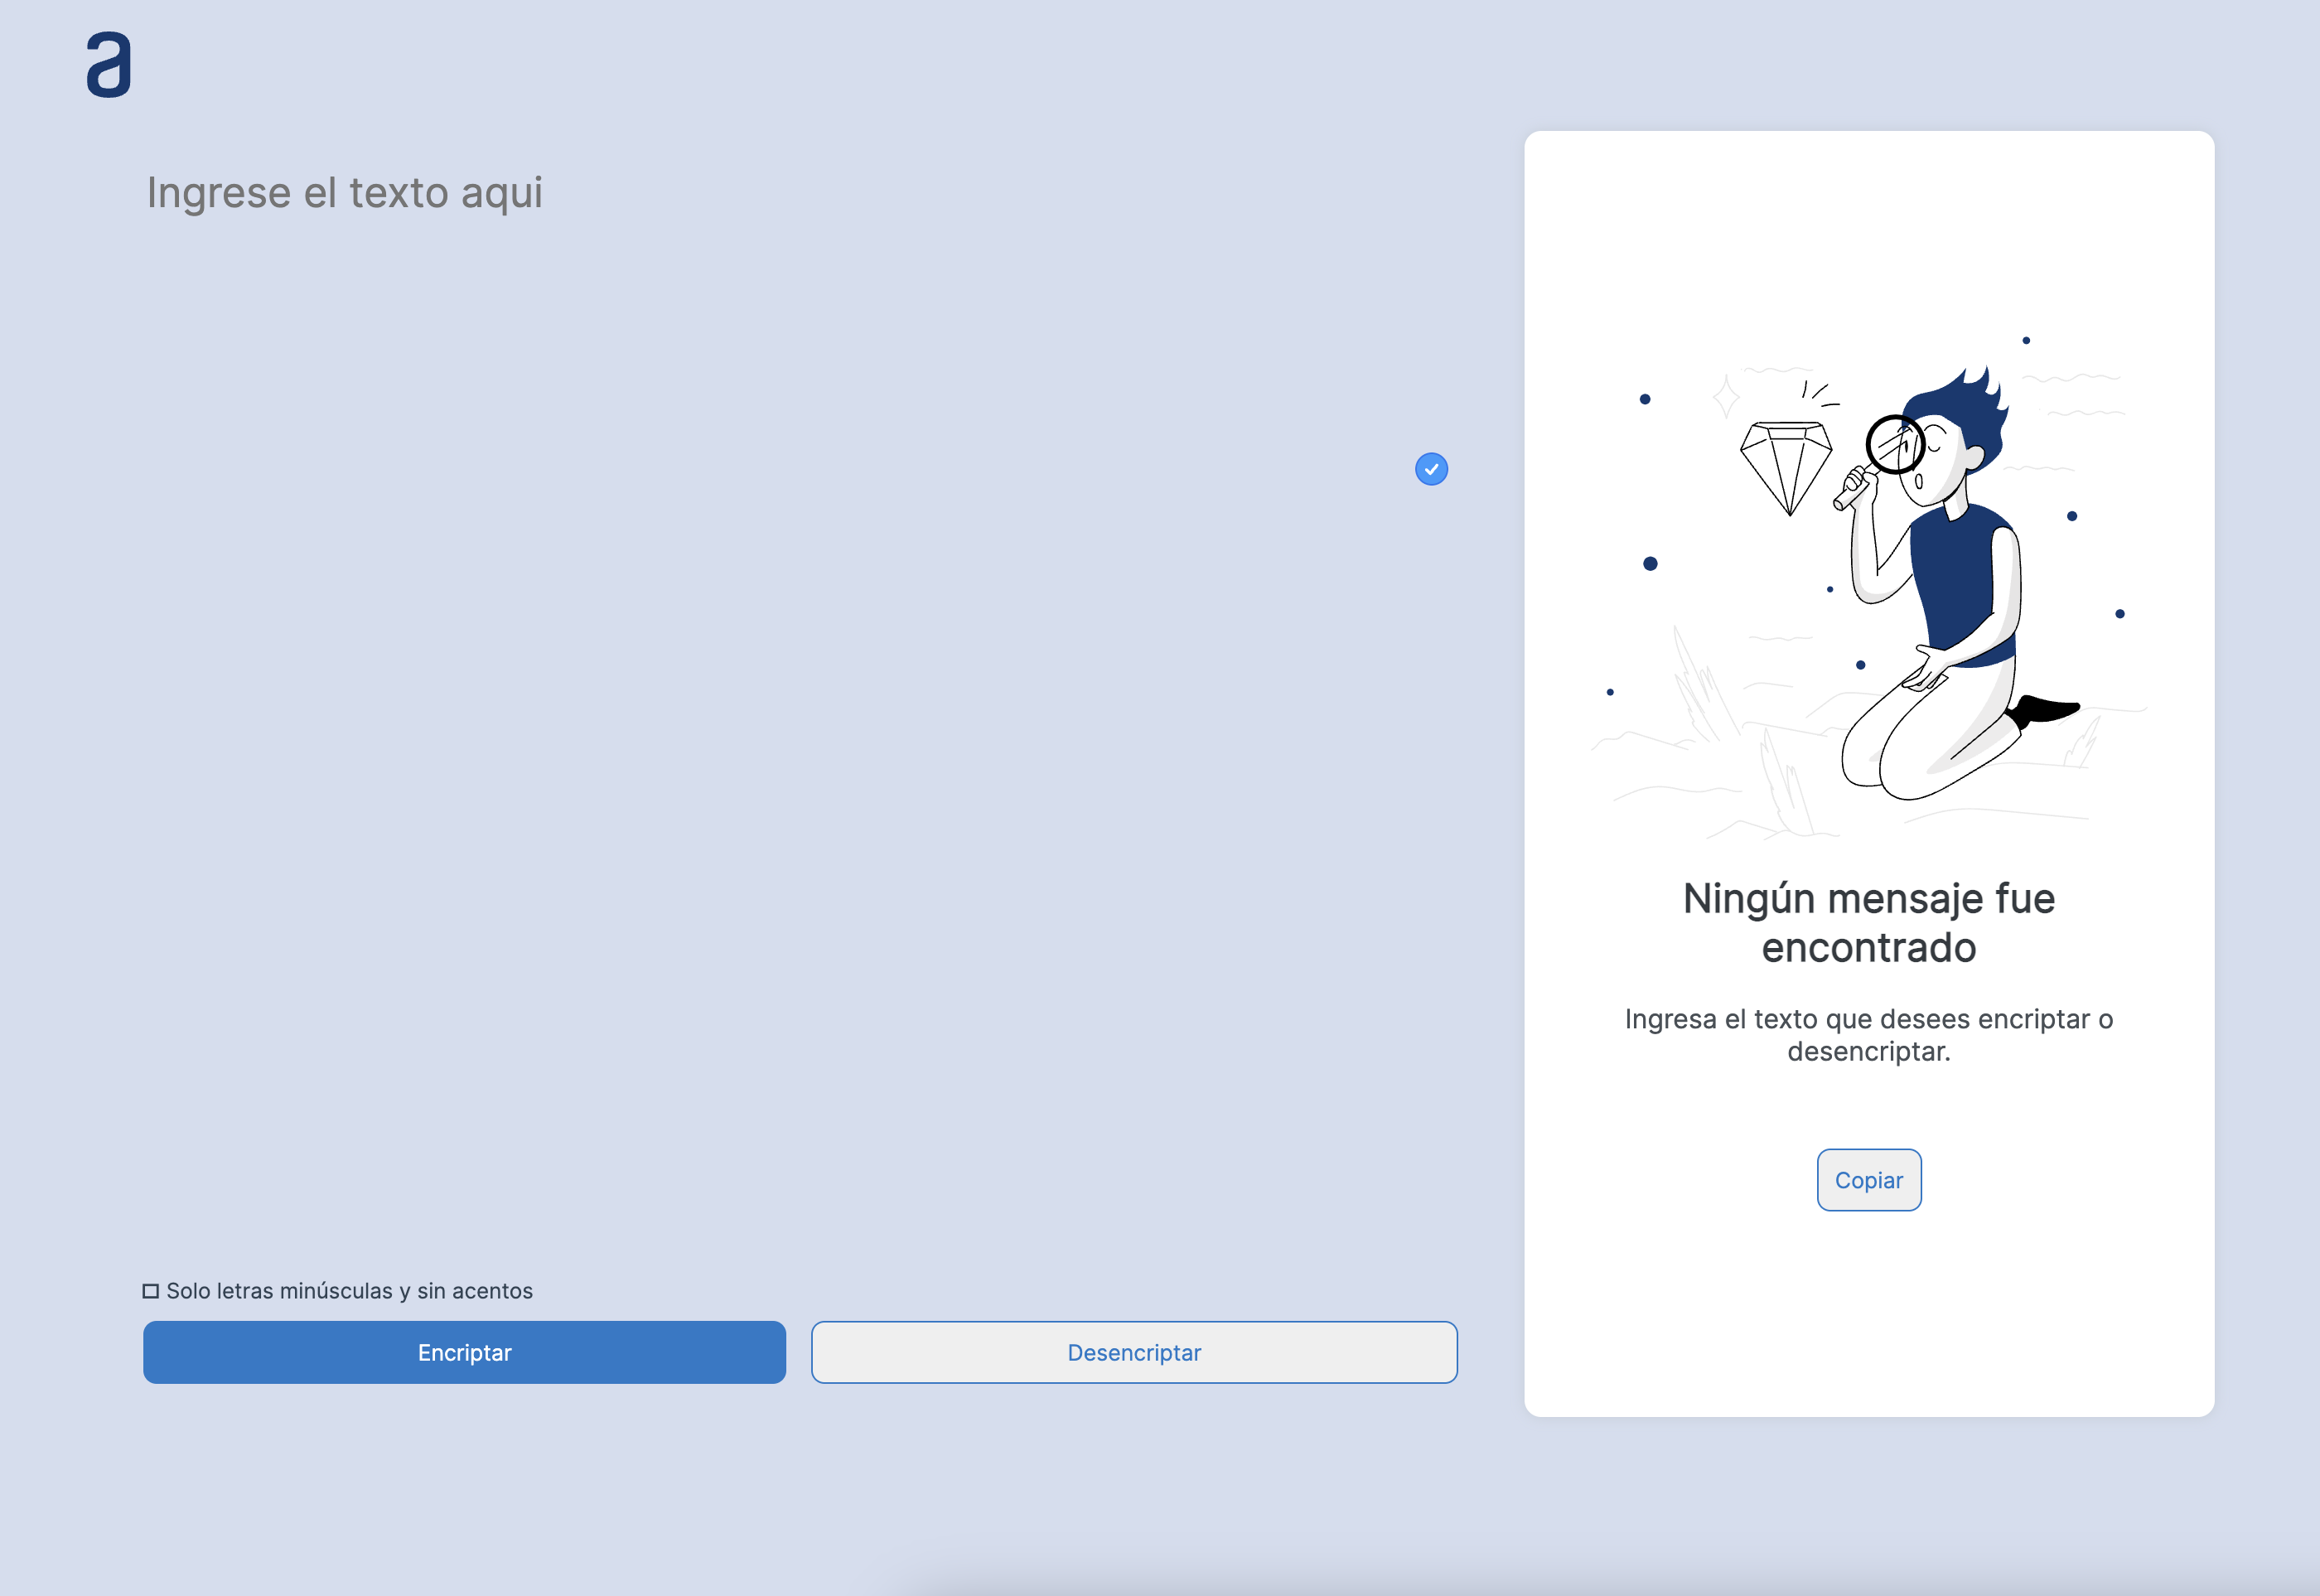 a
Ingrese el texto aqui
Ningún mensaje fue
encontrado
Ingresa el texto que desees encriptar o
desencriptar.
Copiar
Solo letras minúsculas y sin acentos
Encriptar
Desencriptar